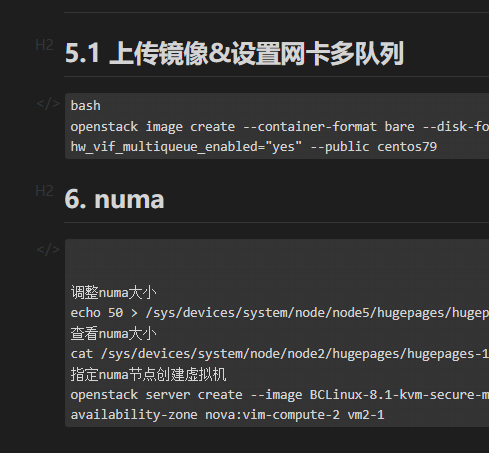 H2
5.1 上传镜像&设置网卡多队列
</>
bash
openstack image create --container-format bare --disk-fo
hw_vif_multiqueue_enabled="yes" --public centos79
H2
6. numa
</>
调整numa大小
echo 50 > /sys/devices/system/node/node5/hugepages/hugep
查看numa大小
cat /sys/devices/system/node/node2/hugepages/hugepages-1
指定numa节点创建虚拟机
openstack server create --image BCLinux-8.1-kvm-secure-m
availability-zone nova:vim-compute-2 vm2-1